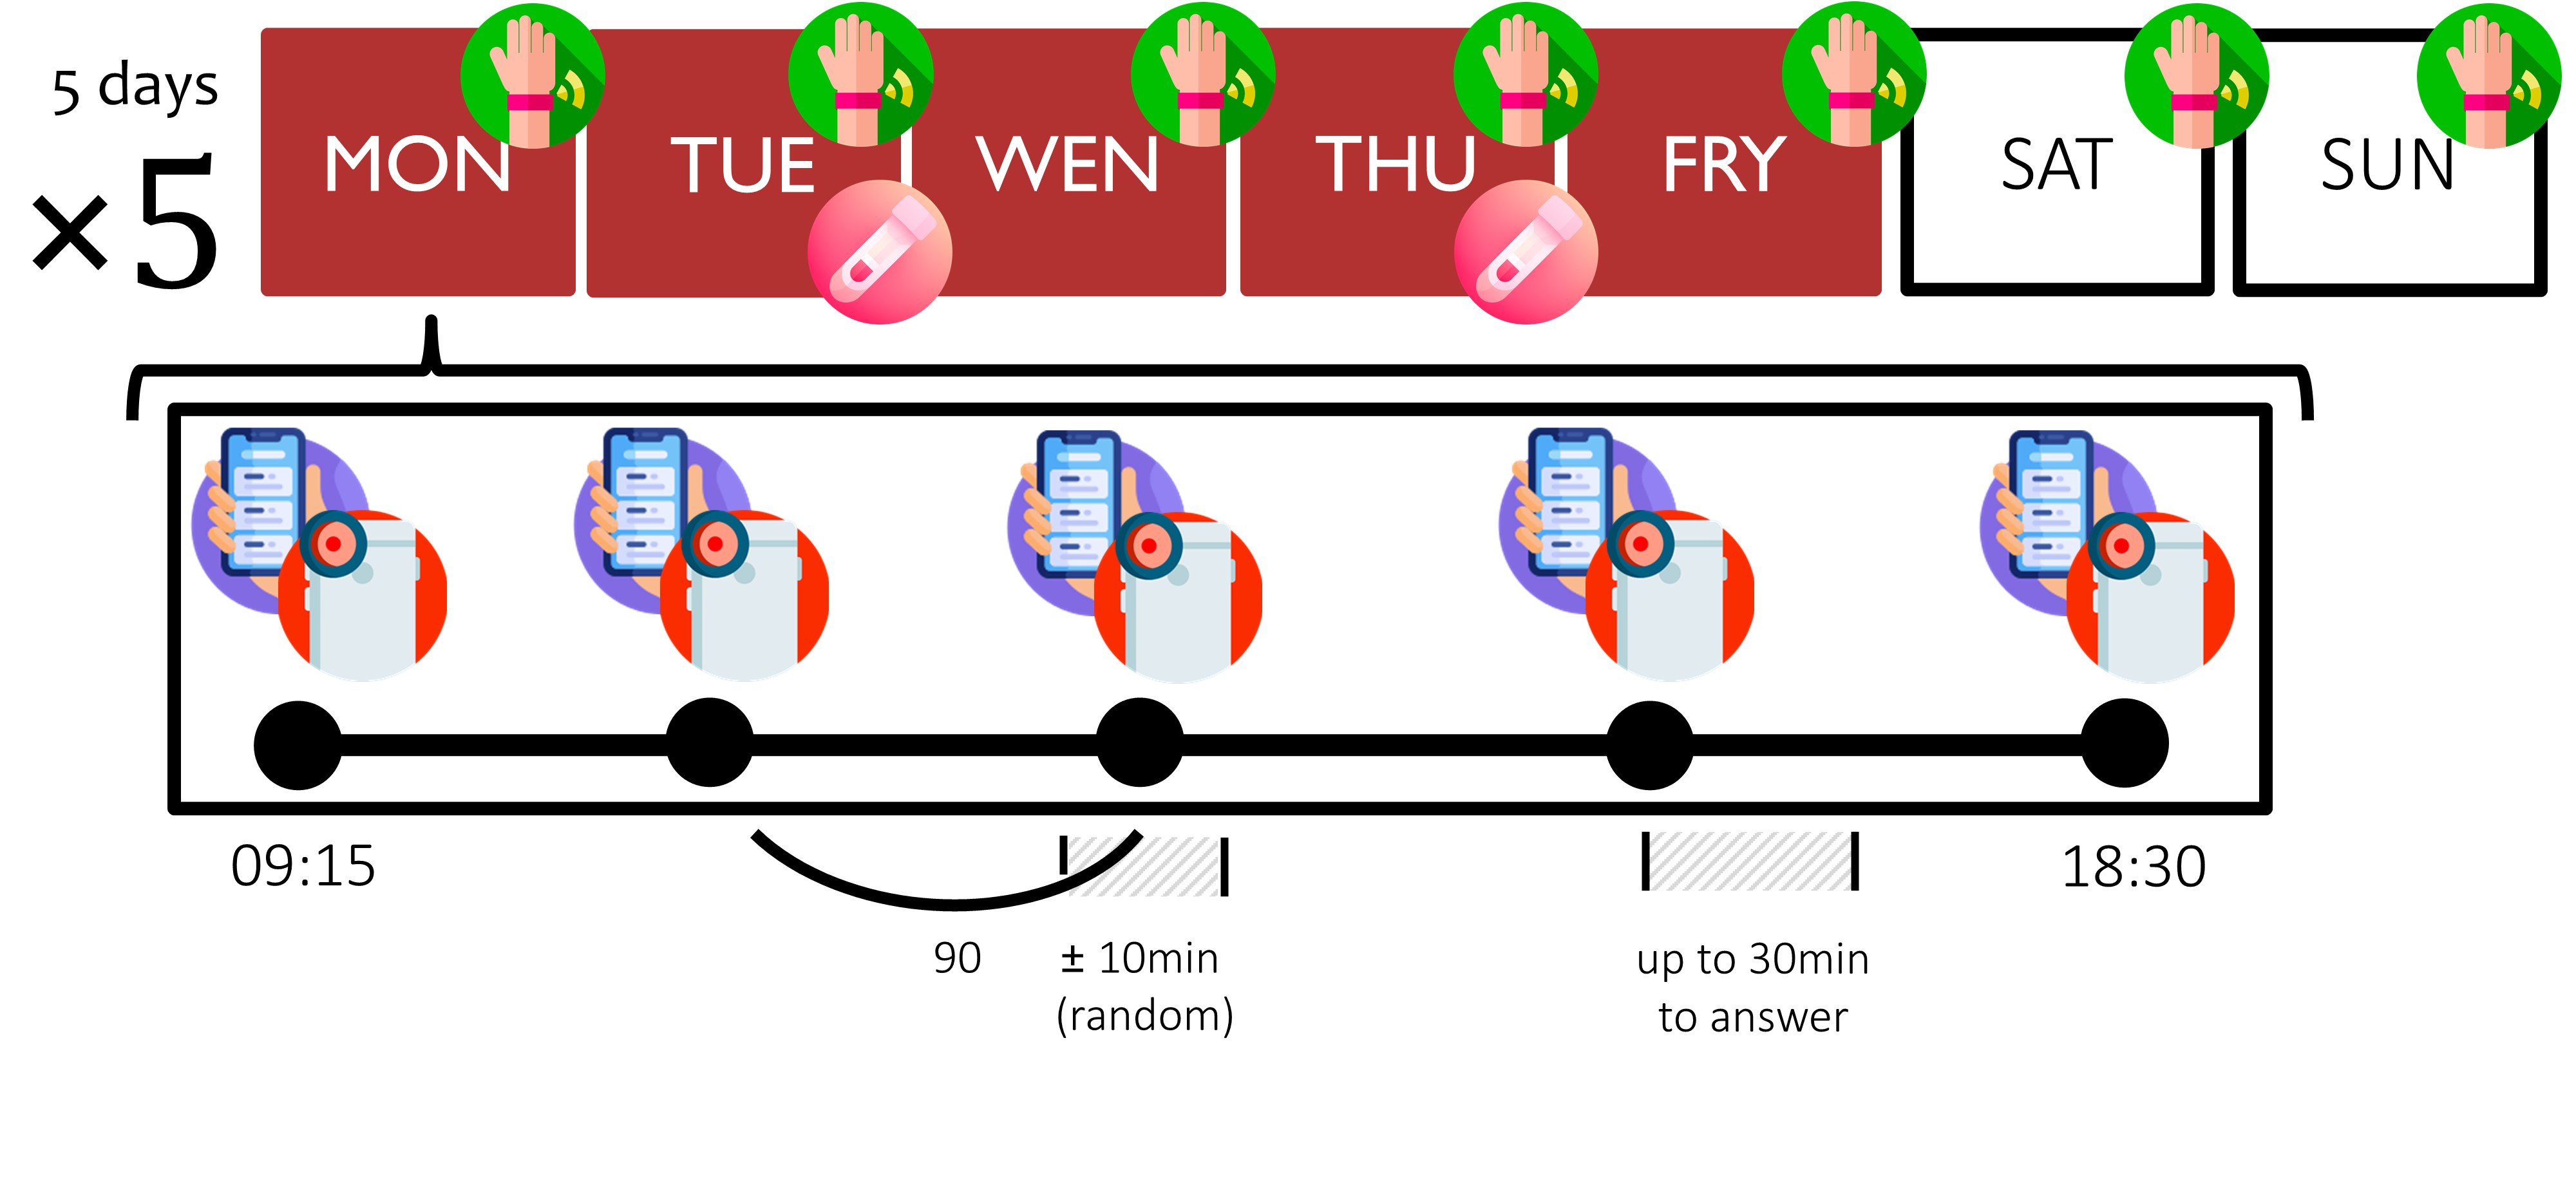 5 days
×5
MON
TUE
WEN
THU
FRY
SAT
SUN
09:15
18:30
90
± 10min
(random)
up to 30min
to answer